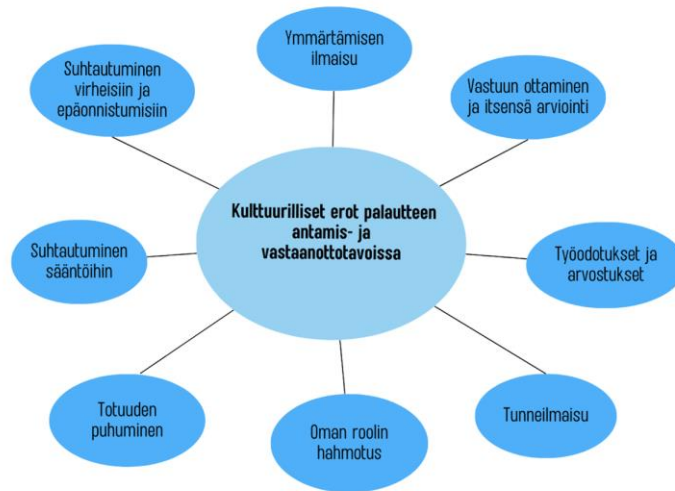 Ymmärtämisen
ilmaisu
Suhtautuminen
virheisiin ja
epäonnistumisiin
Vastuun ottaminen
ja itsensä arviointi
Kulttuurilliset erot palautteen
antamis- ja
vastaanottotavoissa
Suhtautuminen
sääntöihin
Työodotukset ja
arvostukset
Totuuden
puhuminen
Oman roolin
hahmotus
Tunneilmaisu